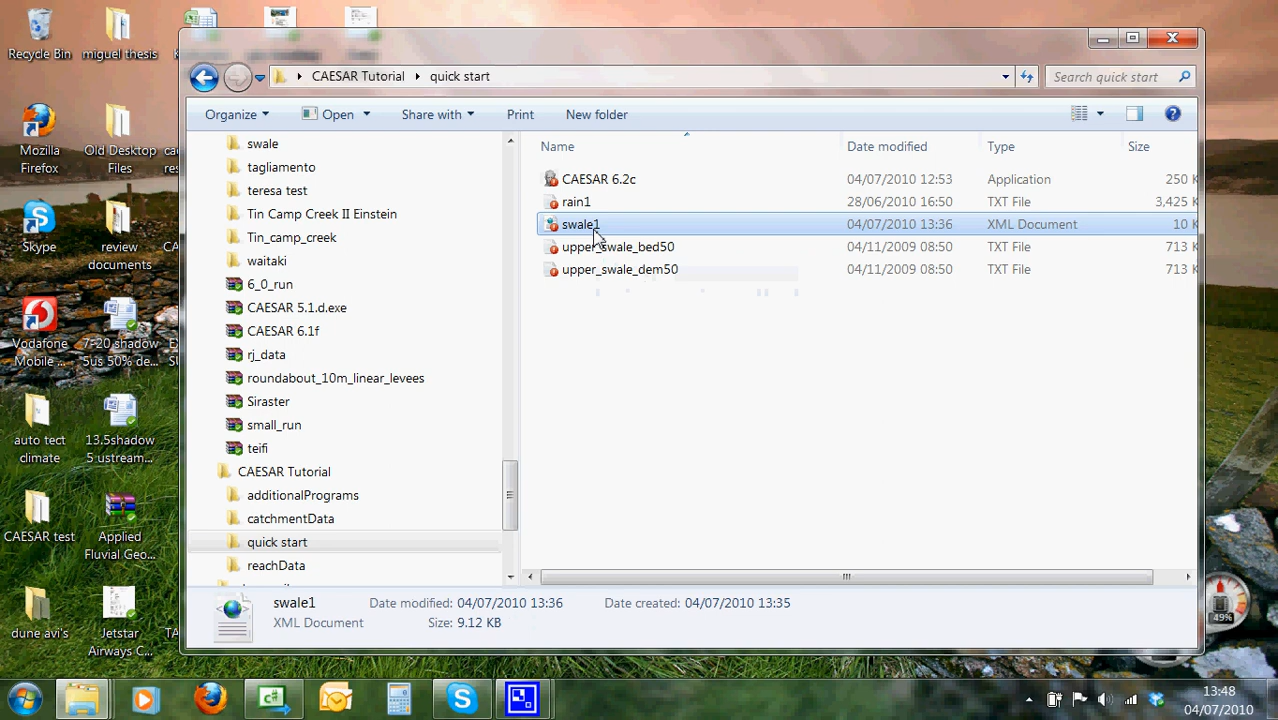 Recycle Bin
miguel thesis
Mozilla
Firefox
Old Desktop
Files
Skype
review
documents
Vodafone
Mobile ...
7-20 shadow
5us 50% de...
auto tect
climate
13.5shadow
5 ustream...
CAESAR test
Applied
Fluvial Geo...
dune avi's
Jetstar
Airways C...
CAESAR Tutorial
quick start
Search quick start
Organize
Open
Share with
Print
New folder
swale
tagliamento
teresa test
Tin Camp Creek II Einstein
Tin_camp_creek
waitaki
6_0_run
CAESAR 5.1.d.exe
CAESAR 6.1f
rj_data
roundabout_10m_linear_levees
Siraster
small_run
teifi
CAESAR Tutorial
additionalPrograms
catchmentData
quick start
reachData
Name Date modified Type Size
CAESAR 6.2c 04/07/2010 12:53 Application 250 K
rain1 28/06/2010 16:50 TXT File 3,425 K
swale1 04/07/2010 13:36 XML Document 10 K
upper_swale_bed50 04/11/2009 08:50 TXT File 713 K
upper_swale_dem50 04/11/2009 08:50 TXT File 713 K
swale1 Date modified: 04/07/2010 13:36 Date created: 04/07/2010 13:35
XML Document Size: 9.12 KB
49%
13:48
04/07/2010